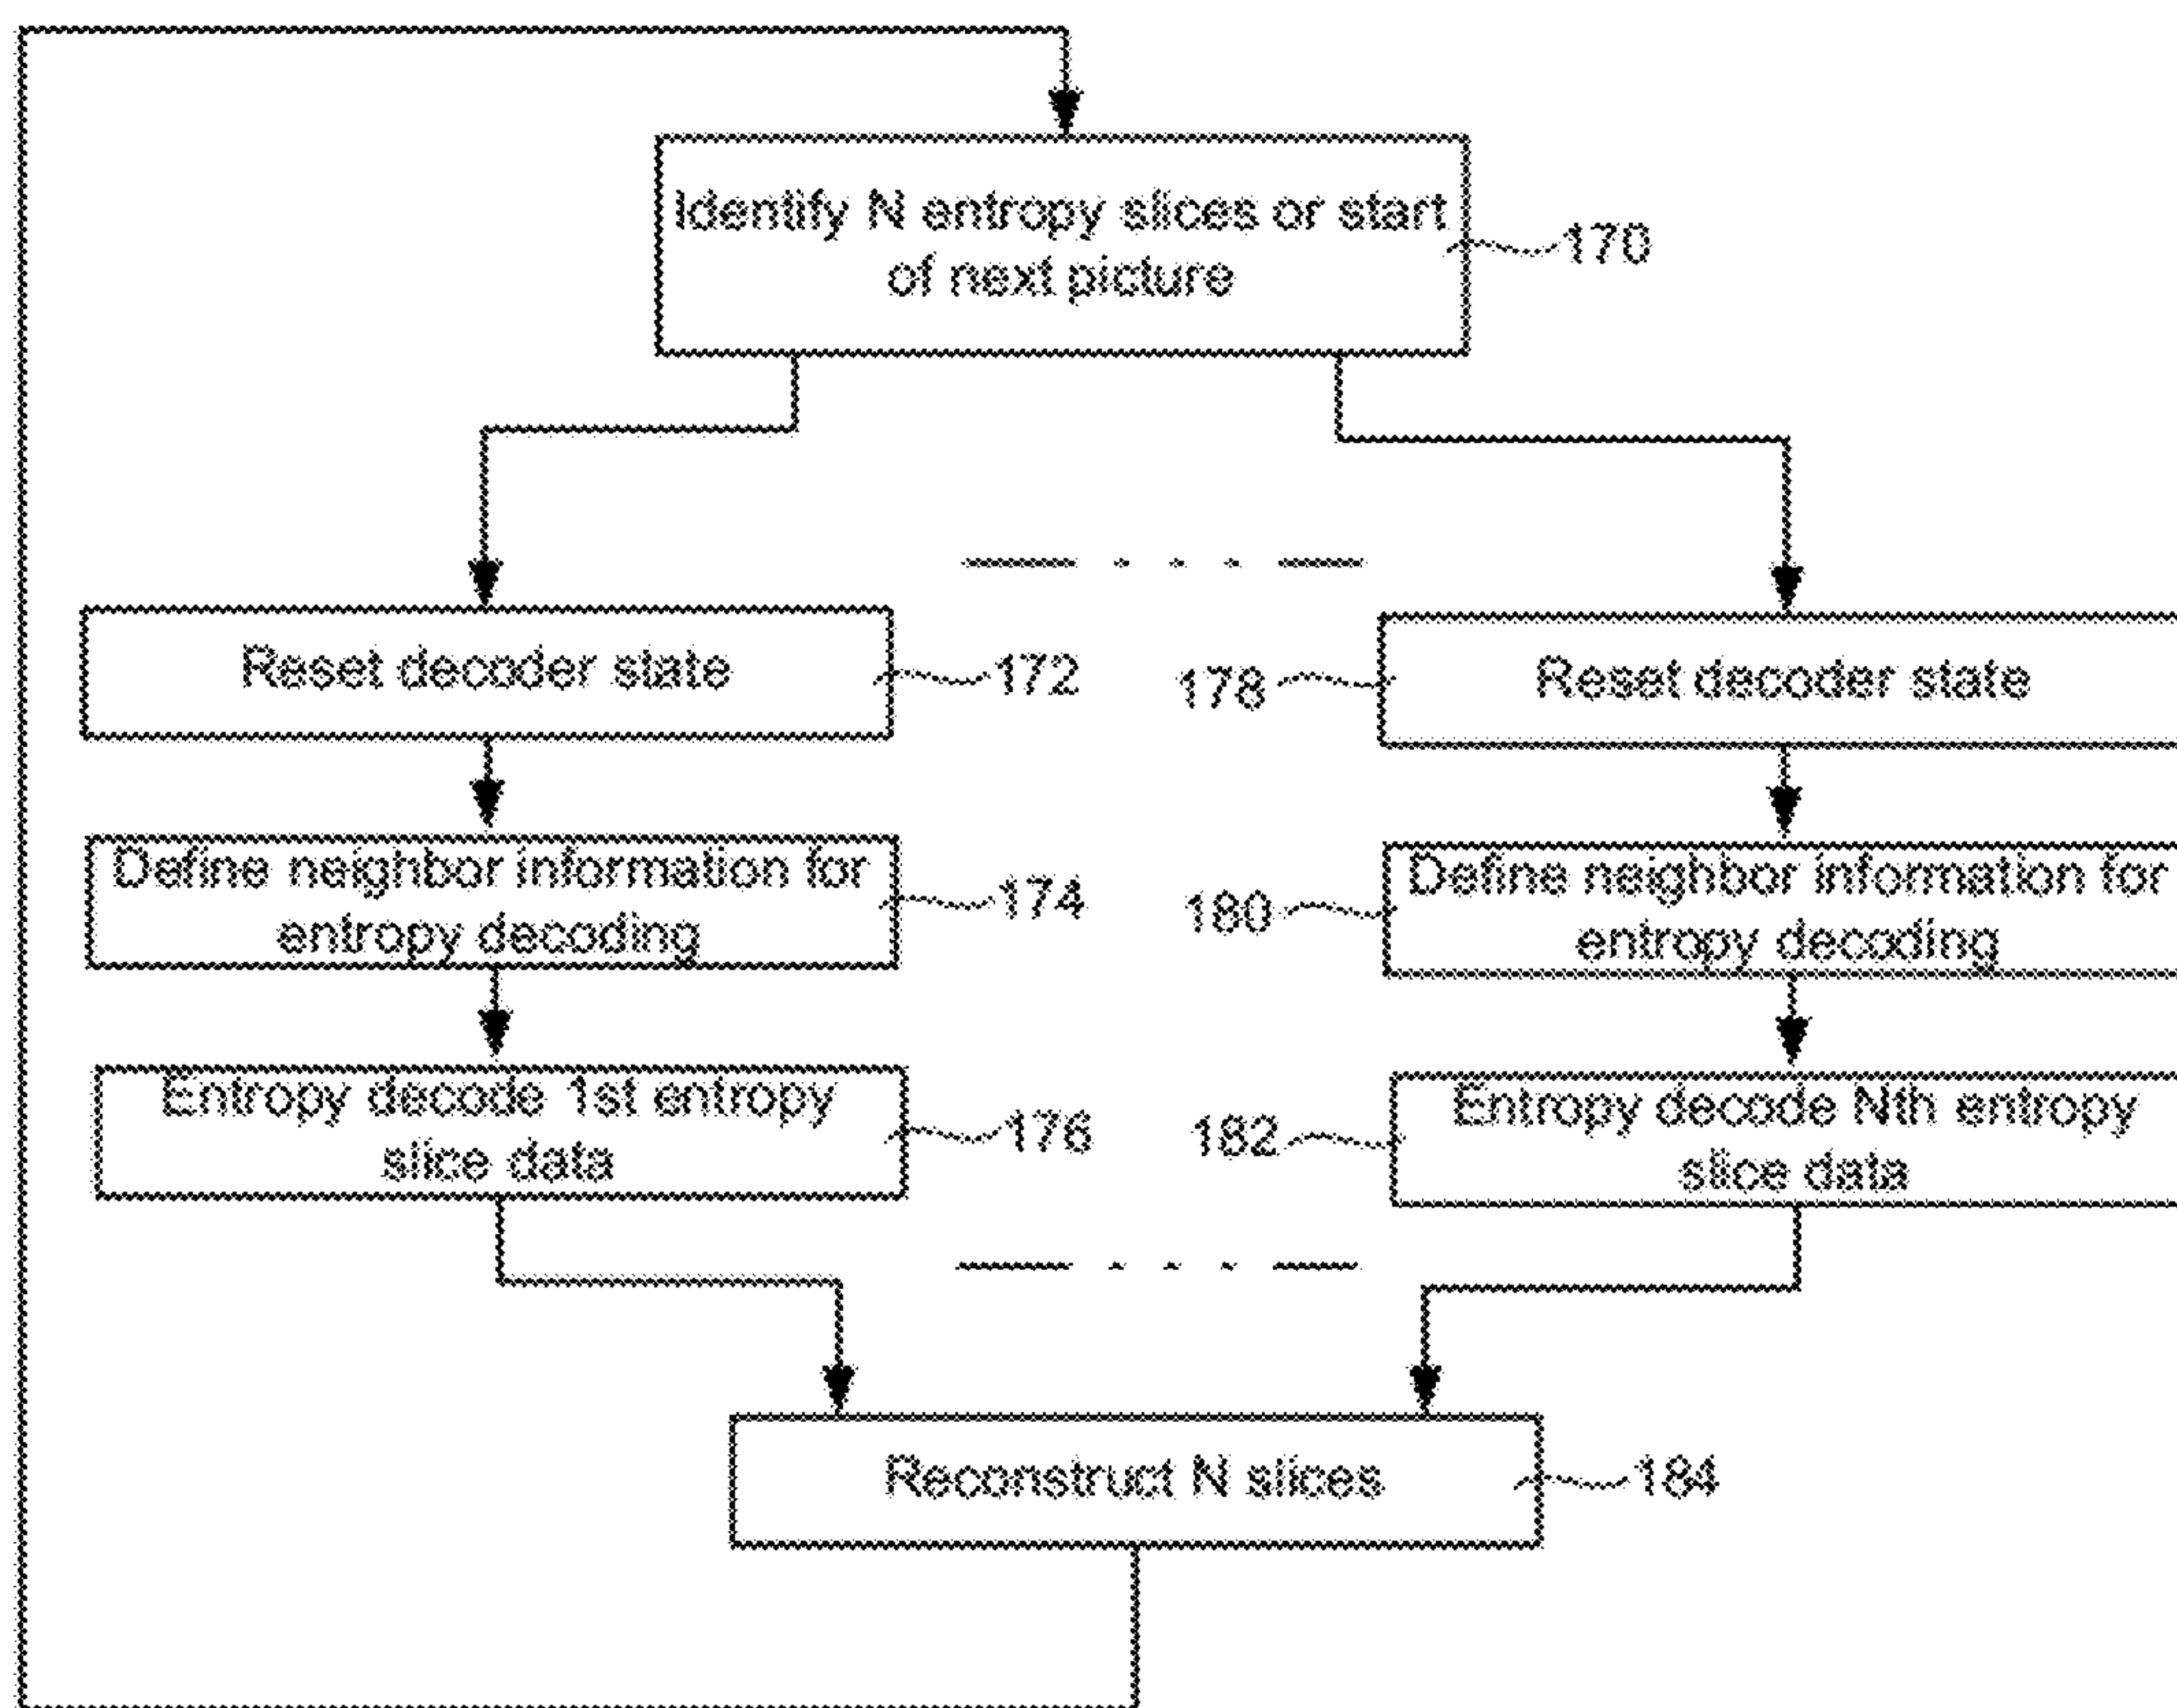 Identify N entropy slices or start
of next picture
170
Reset decoder state
172
178
Reset decoder state
Define neighbor information for
entropy decoding
174
180
Define neighbor information for
entropy decoding
Entropy decode 1st entropy
slice data
176
182
Entropy decode Nth entropy
slice data
Reconstruct N slices
184